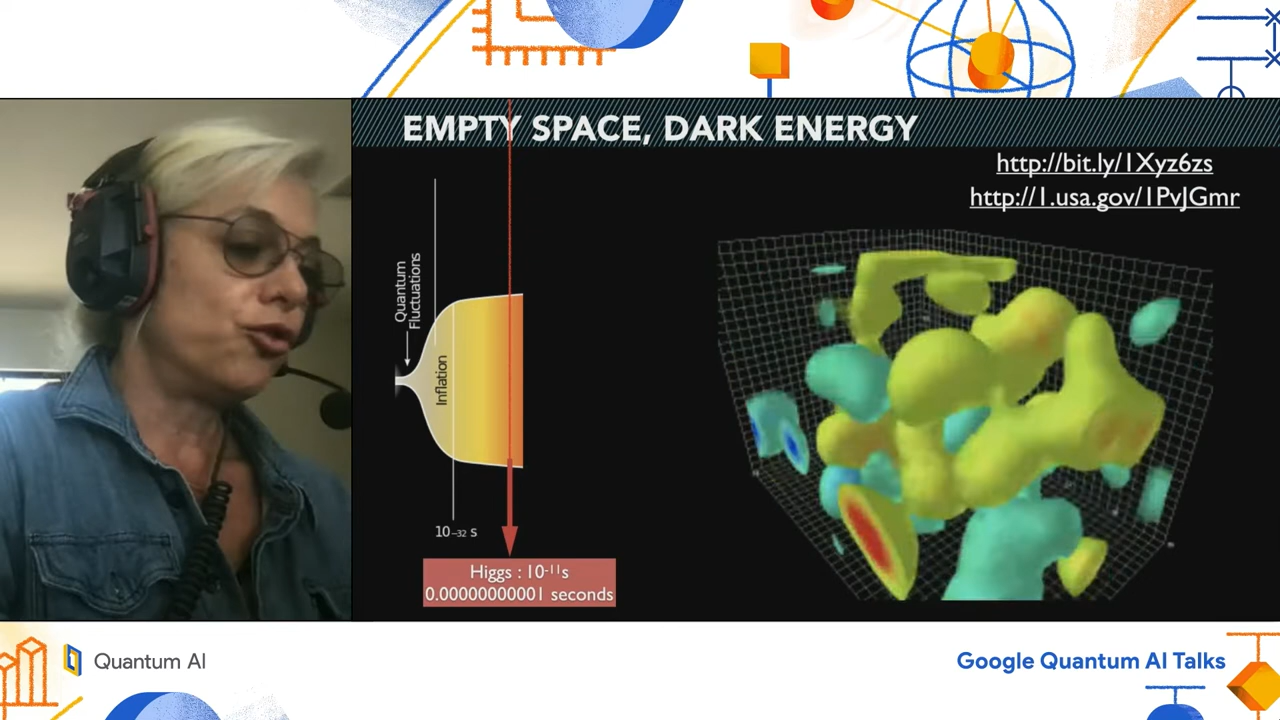 EMPTY SPACE, DARK ENERGY
http://bit.ly/1Xyz6zs
http://1.usa.gov/1PvJGmr
Quantum
Fluctuations
Inflation
10⁻³² s
Higgs : 10⁻¹¹s
0.0000000001 seconds
Quantum AI
Google Quantum AI Talks